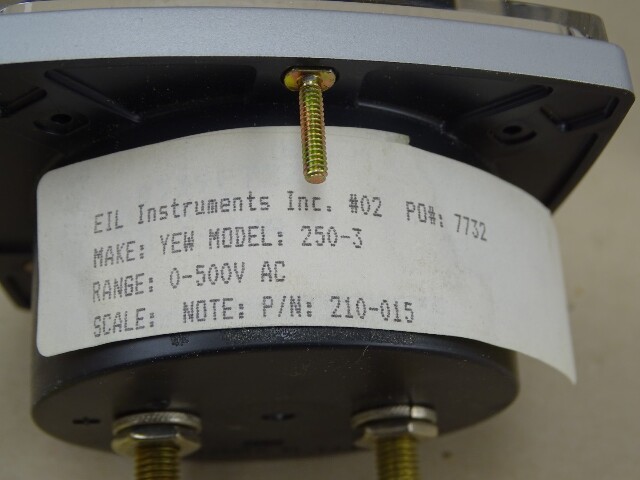 EIL Instruments Inc. #02 PO#: 7732
MAKE: YEW MODEL: 250-3
RANGE: 0-500V AC
SCALE: NOTE: P/N: 210-015